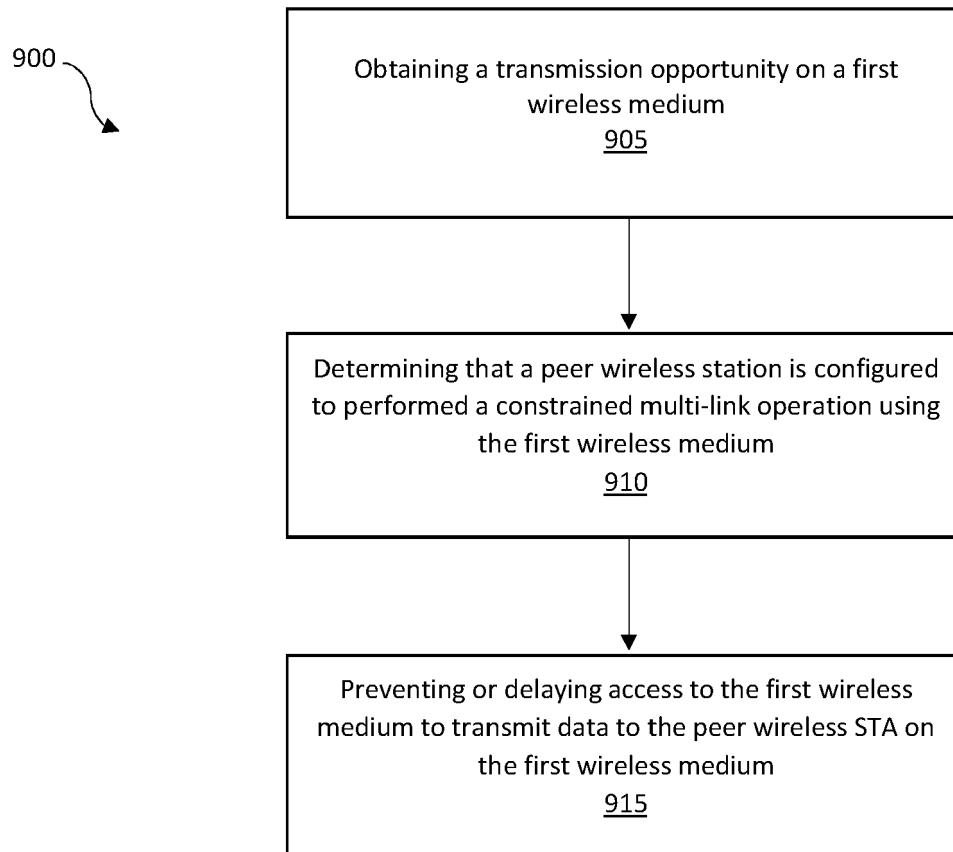 900
Obtaining a transmission opportunity on a first
wireless medium
905
Determining that a peer wireless station is configured
to performed a constrained multi-link operation using
the first wireless medium
910
Preventing or delaying access to the first wireless
medium to transmit data to the peer wireless STA on
the first wireless medium
915